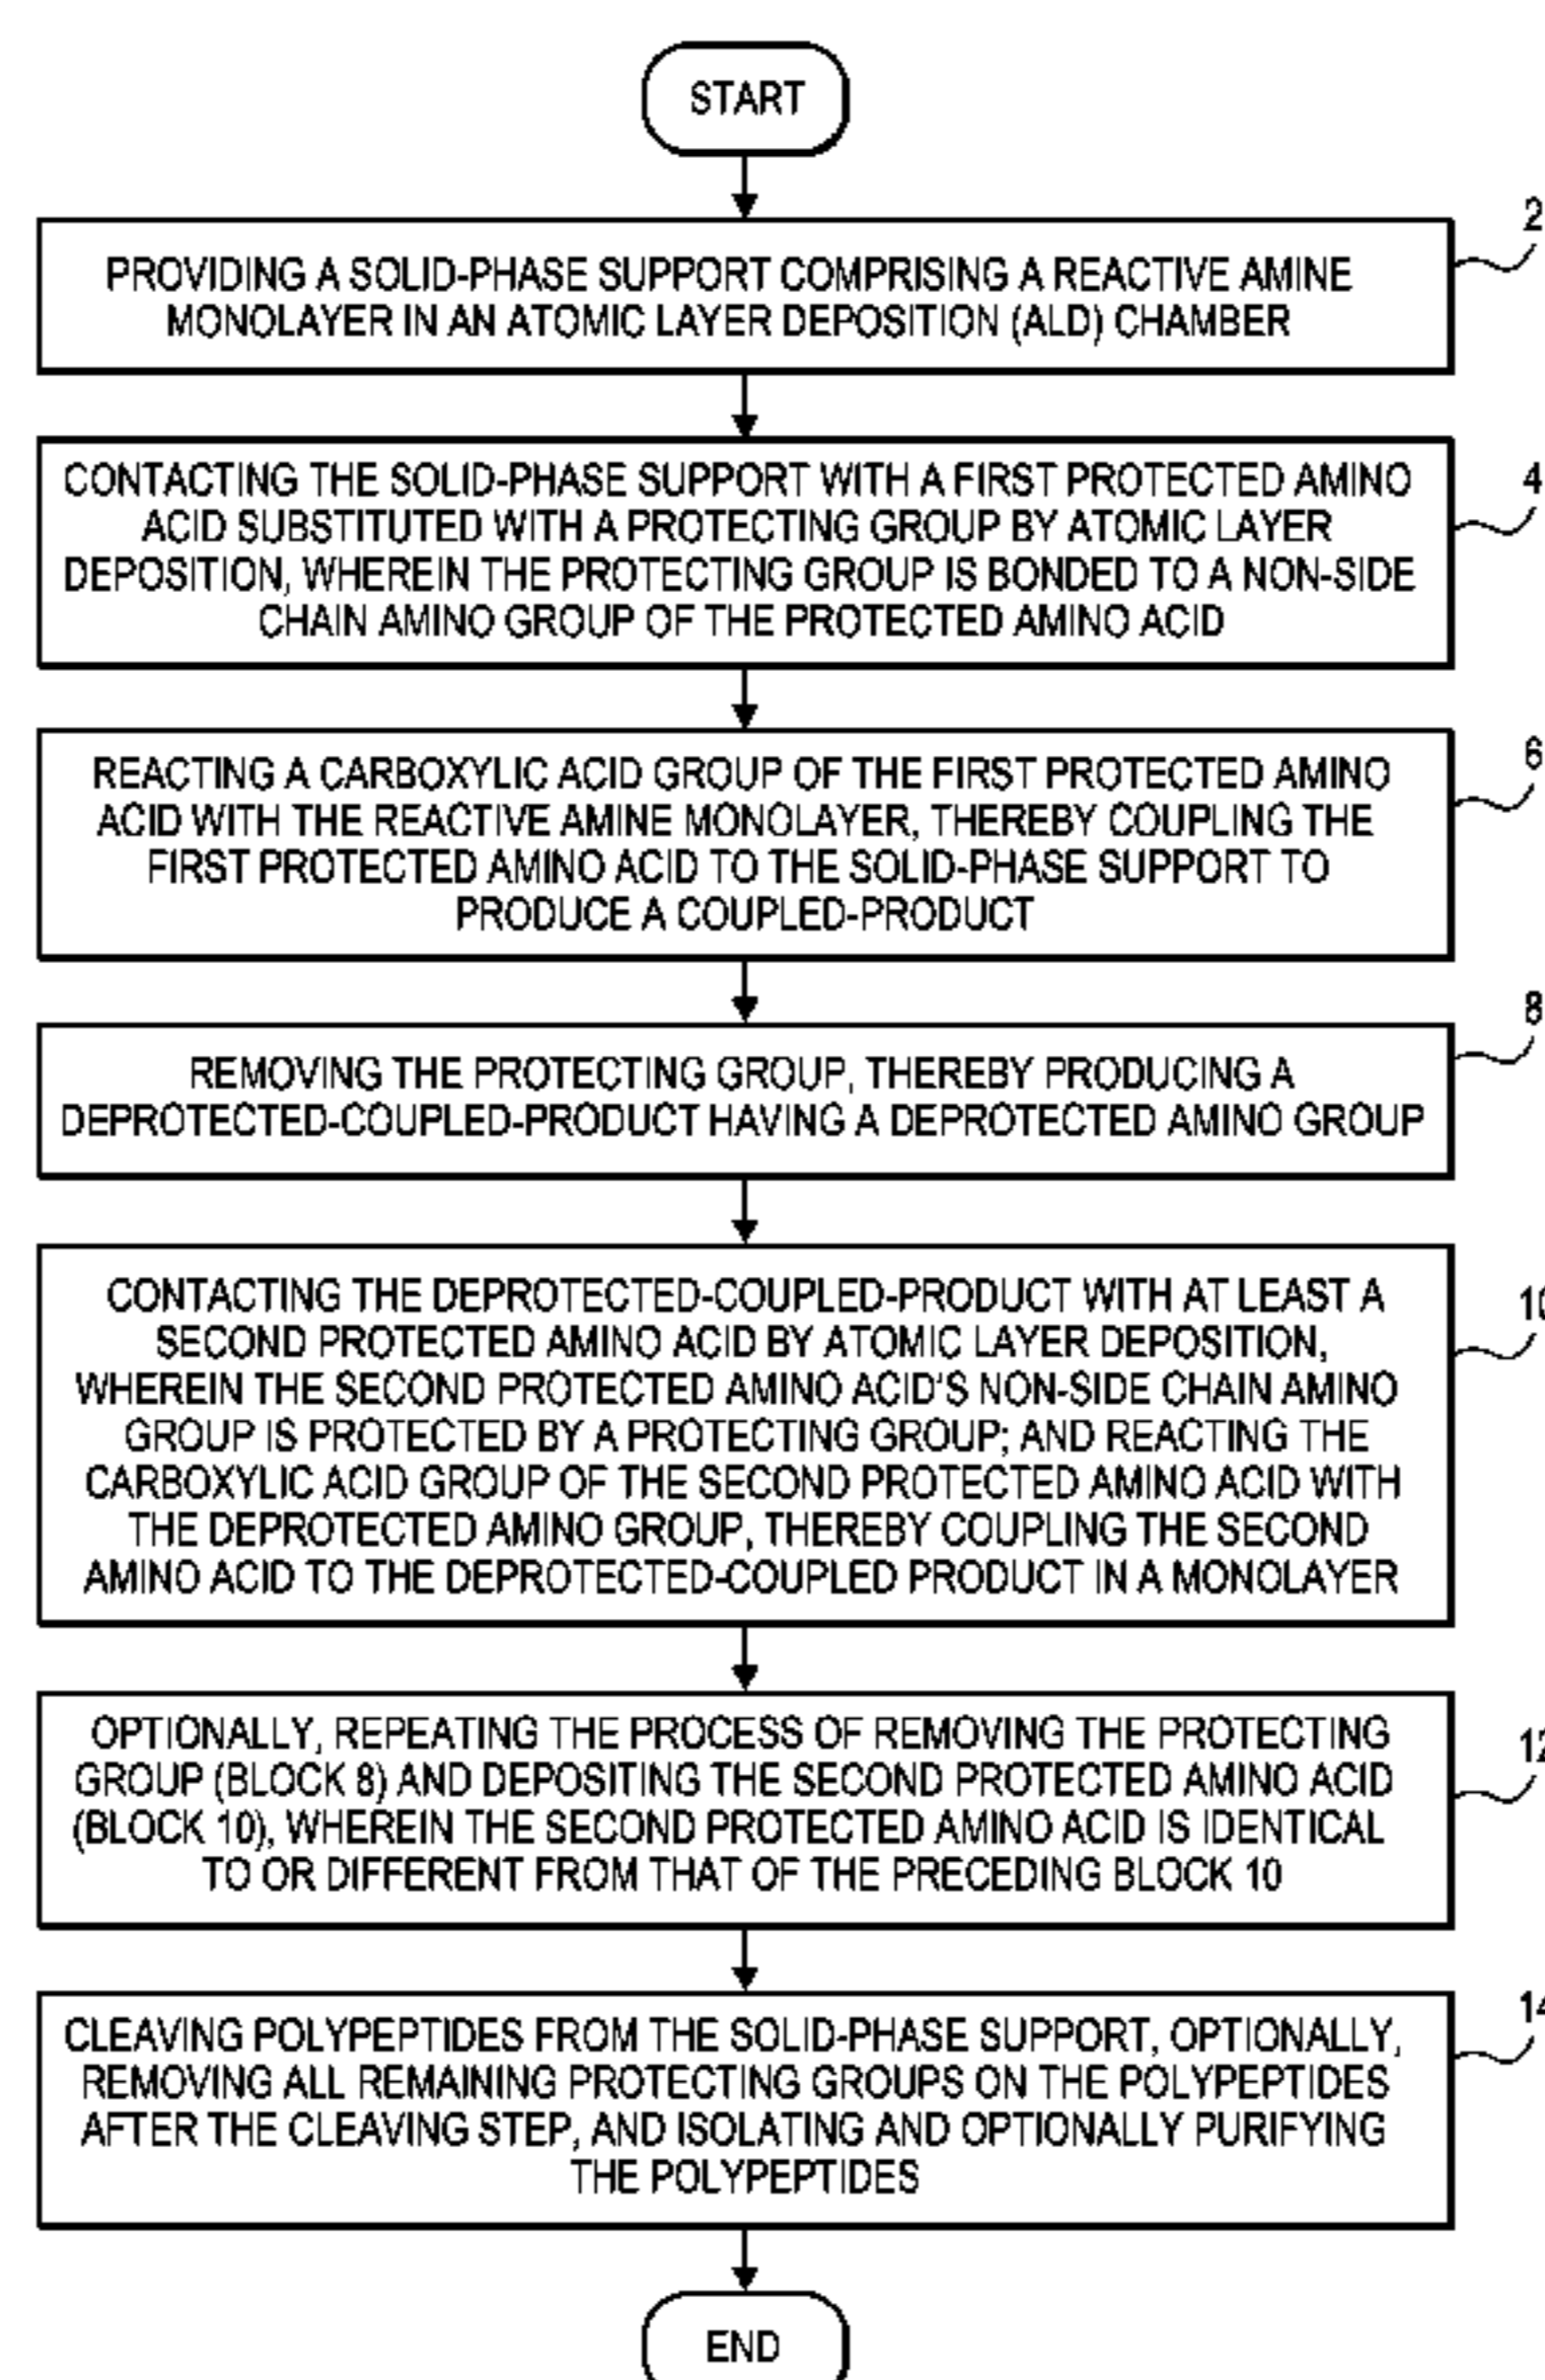 START
2
PROVIDING A SOLID-PHASE SUPPORT COMPRISING A REACTIVE AMINE
MONOLAYER IN AN ATOMIC LAYER DEPOSITION (ALD) CHAMBER
4
CONTACTING THE SOLID-PHASE SUPPORT WITH A FIRST PROTECTED AMINO
ACID SUBSTITUTED WITH A PROTECTING GROUP BY ATOMIC LAYER
DEPOSITION, WHEREIN THE PROTECTING GROUP IS BONDED TO A NON-SIDE
CHAIN AMINO GROUP OF THE PROTECTED AMINO ACID
6
REACTING A CARBOXYLIC ACID GROUP OF THE FIRST PROTECTED AMINO
ACID WITH THE REACTIVE AMINE MONOLAYER, THEREBY COUPLING THE
FIRST PROTECTED AMINO ACID TO THE SOLID-PHASE SUPPORT TO
PRODUCE A COUPLED-PRODUCT
8
REMOVING THE PROTECTING GROUP, THEREBY PRODUCING A
DEPROTECTED-COUPLED-PRODUCT HAVING A DEPROTECTED AMINO GROUP
10
CONTACTING THE DEPROTECTED-COUPLED-PRODUCT WITH AT LEAST A
SECOND PROTECTED AMINO ACID BY ATOMIC LAYER DEPOSITION,
WHEREIN THE SECOND PROTECTED AMINO ACID'S NON-SIDE CHAIN AMINO
GROUP IS PROTECTED BY A PROTECTING GROUP; AND REACTING THE
CARBOXYLIC ACID GROUP OF THE SECOND PROTECTED AMINO ACID WITH
THE DEPROTECTED AMINO GROUP, THEREBY COUPLING THE SECOND
AMINO ACID TO THE DEPROTECTED-COUPLED PRODUCT IN A MONOLAYER
12
OPTIONALLY, REPEATING THE PROCESS OF REMOVING THE PROTECTING
GROUP (BLOCK 8) AND DEPOSITING THE SECOND PROTECTED AMINO ACID
(BLOCK 10), WHEREIN THE SECOND PROTECTED AMINO ACID IS IDENTICAL
TO OR DIFFERENT FROM THAT OF THE PRECEDING BLOCK 10
14
CLEAVING POLYPEPTIDES FROM THE SOLID-PHASE SUPPORT, OPTIONALLY,
REMOVING ALL REMAINING PROTECTING GROUPS ON THE POLYPEPTIDES
AFTER THE CLEAVING STEP, AND ISOLATING AND OPTIONALLY PURIFYING
THE POLYPEPTIDES
END